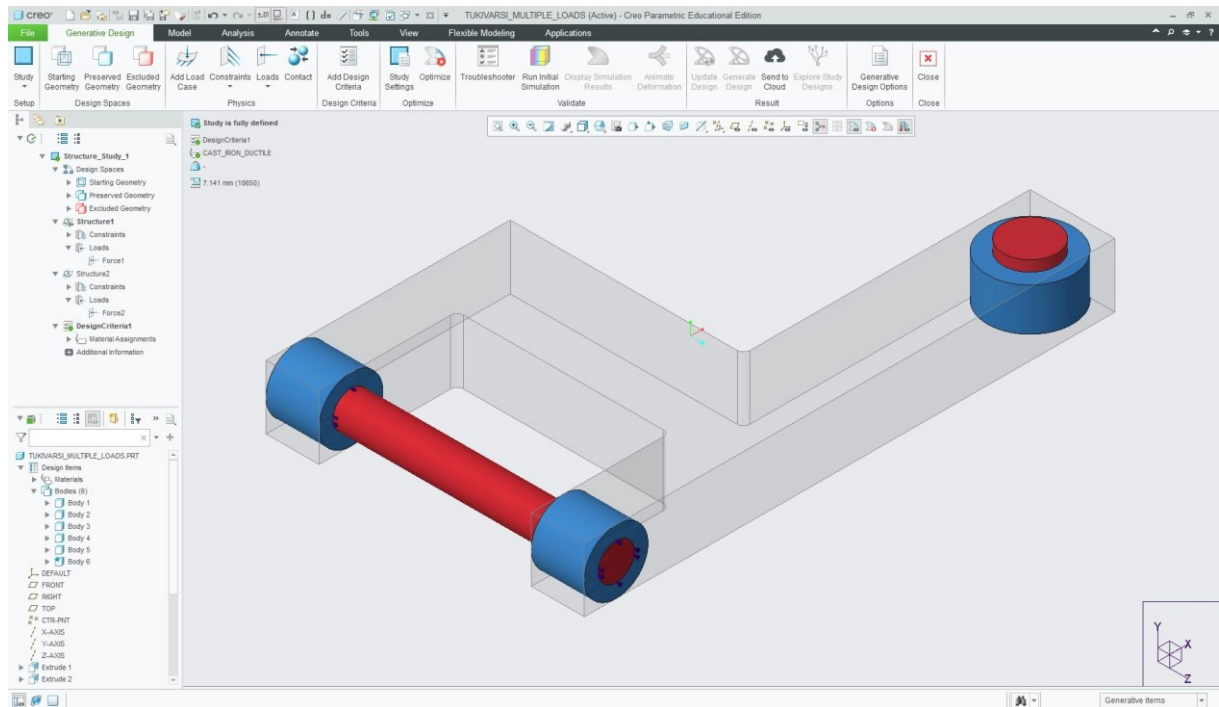 creo TUKIVARSI_MULTIPLE_LOADS (Active) - Creo Parametric Educational Edition
File Generative Design Model Analysis Annotate Tools View Flexible Modeling Applications
Study Starting Geometry Preserved Geometry Excluded Geometry Add Load Case Constraints Loads Contact Add Design Criteria Study Settings Optimize Troubleshooter Run Initial Simulation Display Simulation Results Animate Deformation Update Design Generate Design Send to Cloud Explore Study Designs Generative Design Options Close
Setup Design Spaces Physics Design Criteria Optimize Validate Result Options Close
Study is fully defined
DesignCriteria1
CAST_IRON_DUCTILE
-
7.141 mm (10650)
Structure_Study_1
Design Spaces
Starting Geometry
Preserved Geometry
Excluded Geometry
Structure1
Constraints
Loads
Force1
Structure2
Constraints
Loads
Force2
DesignCriteria1
Material Assignments
Additional Information
TUKIVARSI_MULTIPLE_LOADS.PRT
Design Items
Materials
Bodies (6)
Body 1
Body 2
Body 3
Body 4
Body 5
Body 6
DEFAULT
FRONT
RIGHT
TOP
CTR-PNT
X-AXIS
Y-AXIS
Z-AXIS
Extrude 1
Extrude 2
Y
X
Z
Generative items